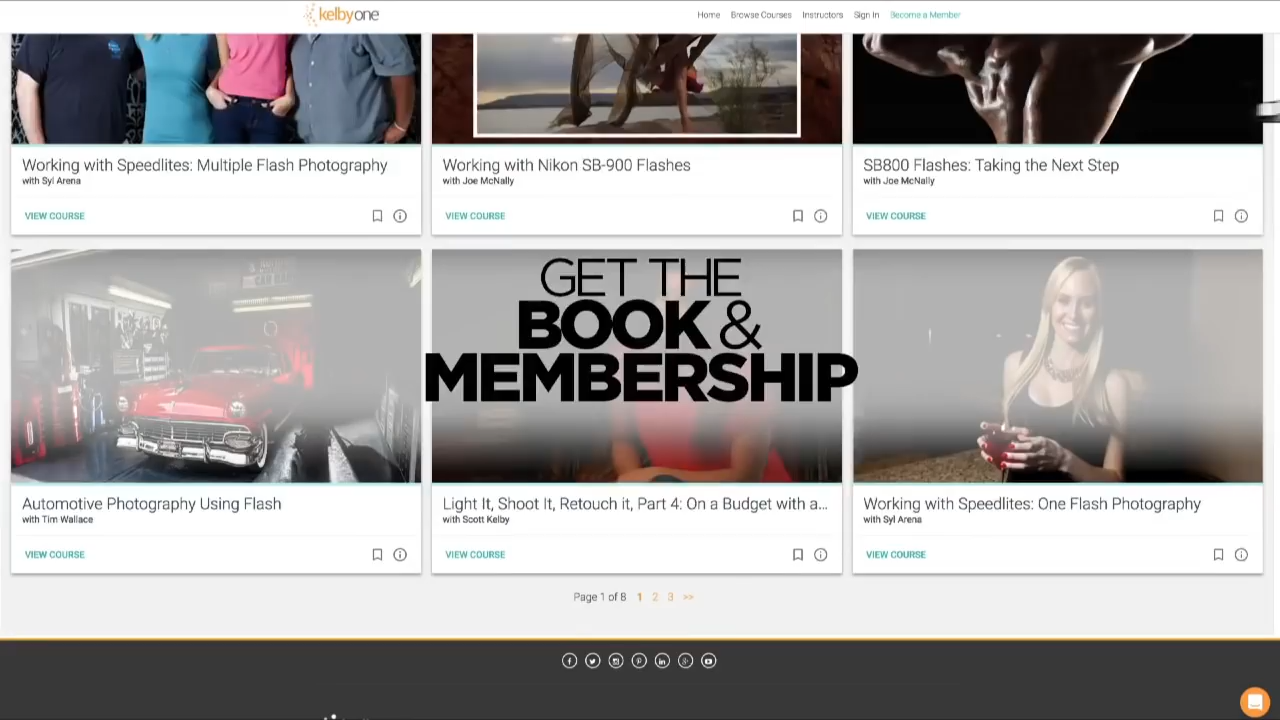 kelbyone
Home Browse Courses Instructors Sign In Become a Member
Working with Speedlites: Multiple Flash Photography
with Syl Arena
VIEW COURSE
Working with Nikon SB-900 Flashes
with Joe McNally
VIEW COURSE
SB800 Flashes: Taking the Next Step
with Joe McNally
VIEW COURSE
GET THE
BOOK &
MEMBERSHIP
Automotive Photography Using Flash
with Tim Wallace
VIEW COURSE
Light It, Shoot It, Retouch it, Part 4: On a Budget with a...
with Scott Kelby
VIEW COURSE
Working with Speedlites: One Flash Photography
with Syl Arena
VIEW COURSE
Page 1 of 8 1 2 3 >>